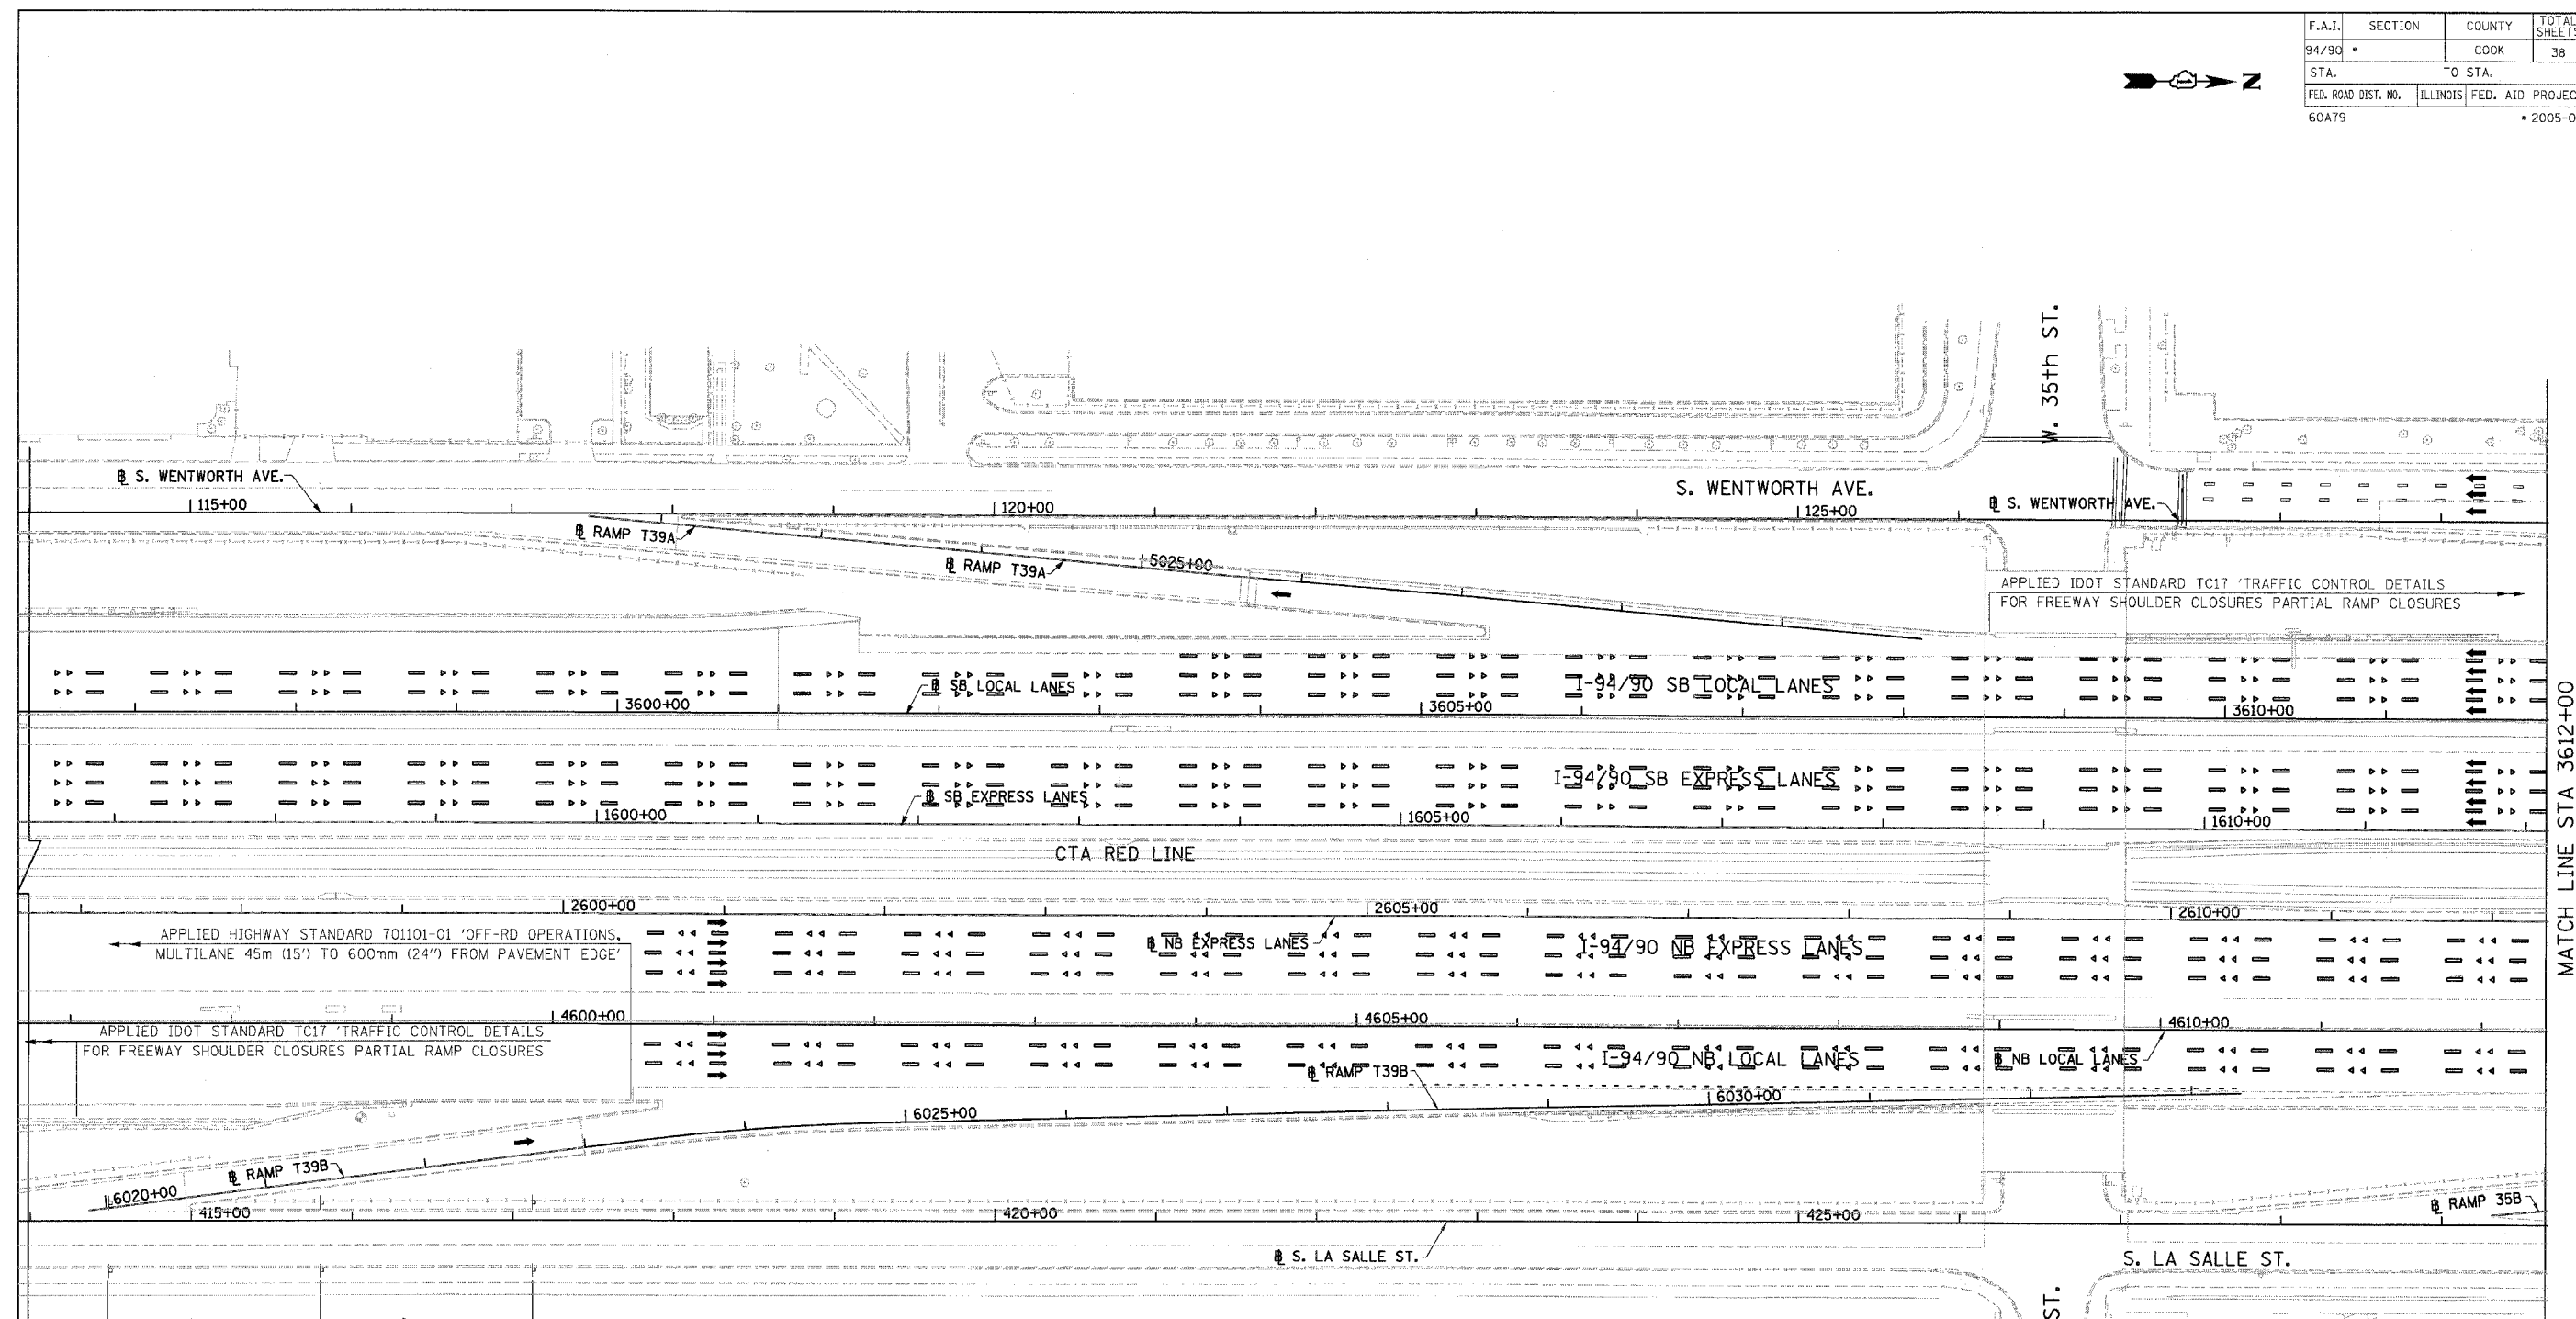 F.A.I. SECTION COUNTY TOTAL SHEETS
94/90 * COOK 38
STA. TO STA.
FED. ROAD DIST. NO. ILLINOIS FED. AID PROJEC
60A79 * 2005-0
N
W. 35th ST.
S. WENTWORTH AVE.
S. WENTWORTH AVE.
S. WENTWORTH AVE.
115+00 120+00 125+00
RAMP T39A
RAMP T39A
5025+00
APPLIED IDOT STANDARD TC17 'TRAFFIC CONTROL DETAILS
FOR FREEWAY SHOULDER CLOSURES PARTIAL RAMP CLOSURES
SB LOCAL LANES
I-94/90 SB LOCAL LANES
3600+00 3605+00 3610+00
MATCH LINE STA 3612+00
I-94/90 SB EXPRESS LANES
SB EXPRESS LANES
1600+00 1605+00 1610+00
CTA RED LINE
2600+00 2605+00 2610+00
APPLIED HIGHWAY STANDARD 701101-01 'OFF-RD OPERATIONS,
MULTILANE 45m (15') TO 600mm (24") FROM PAVEMENT EDGE'
NB EXPRESS LANES
I-94/90 NB EXPRESS LANES
4600+00 4605+00 4610+00
APPLIED IDOT STANDARD TC17 'TRAFFIC CONTROL DETAILS
FOR FREEWAY SHOULDER CLOSURES PARTIAL RAMP CLOSURES
I-94/90 NB LOCAL LANES
NB LOCAL LANES
RAMP T39B
6025+00 6030+00
RAMP T39B
6020+00
RAMP 35B
415+00 420+00 425+00
S. LA SALLE ST.
S. LA SALLE ST.
ST.